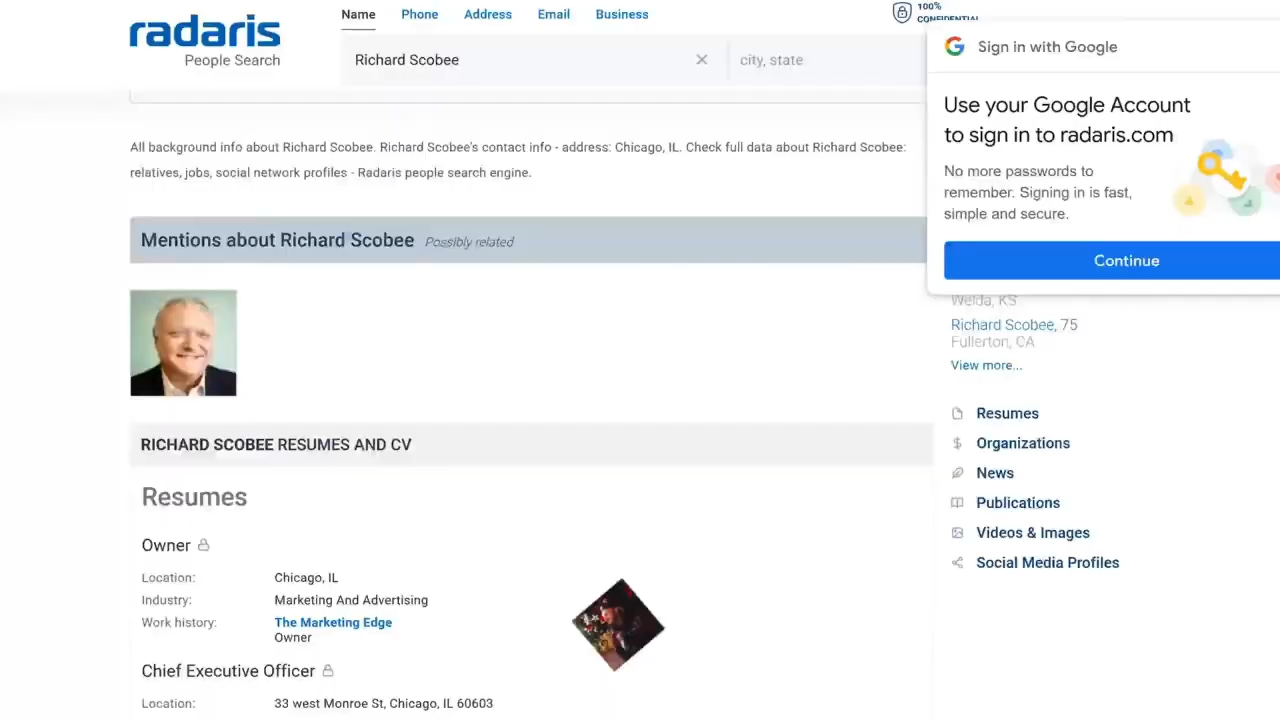 radaris
People Search
Name Phone Address Email Business
Richard Scobee
city, state
100%
CONFIDENTIAL
Sign in with Google
Use your Google Account
to sign in to radaris.com
No more passwords to
remember. Signing in is fast,
simple and secure.
Continue
All background info about Richard Scobee. Richard Scobee's contact info - address: Chicago, IL. Check full data about Richard Scobee:
relatives, jobs, social network profiles - Radaris people search engine.
Mentions about Richard Scobee Possibly related
Welda, KS
Richard Scobee, 75
Fullerton, CA
View more...
Resumes
Organizations
News
Publications
Videos & Images
Social Media Profiles
RICHARD SCOBEE RESUMES AND CV
Resumes
Owner
Location: Chicago, IL
Industry: Marketing And Advertising
Work history: The Marketing Edge
Owner
Chief Executive Officer
Location: 33 west Monroe St, Chicago, IL 60603